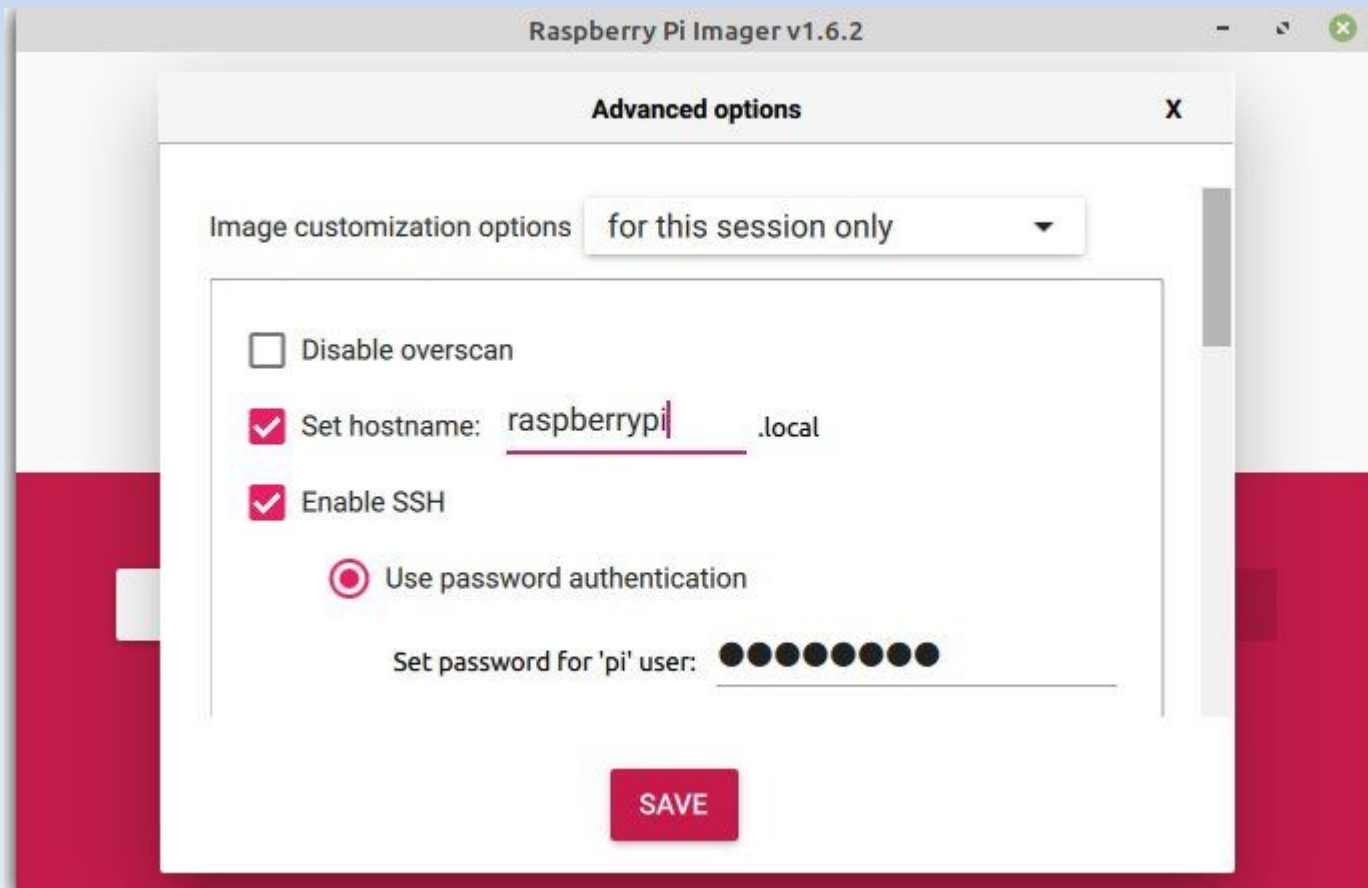 Raspberry Pi Imager v1.6.2
Advanced options X
Image customization options for this session only
Disable overscan
Set hostname: raspberrypi .local
Enable SSH
Use password authentication
Set password for 'pi' user: ●●●●●●●●
SAVE